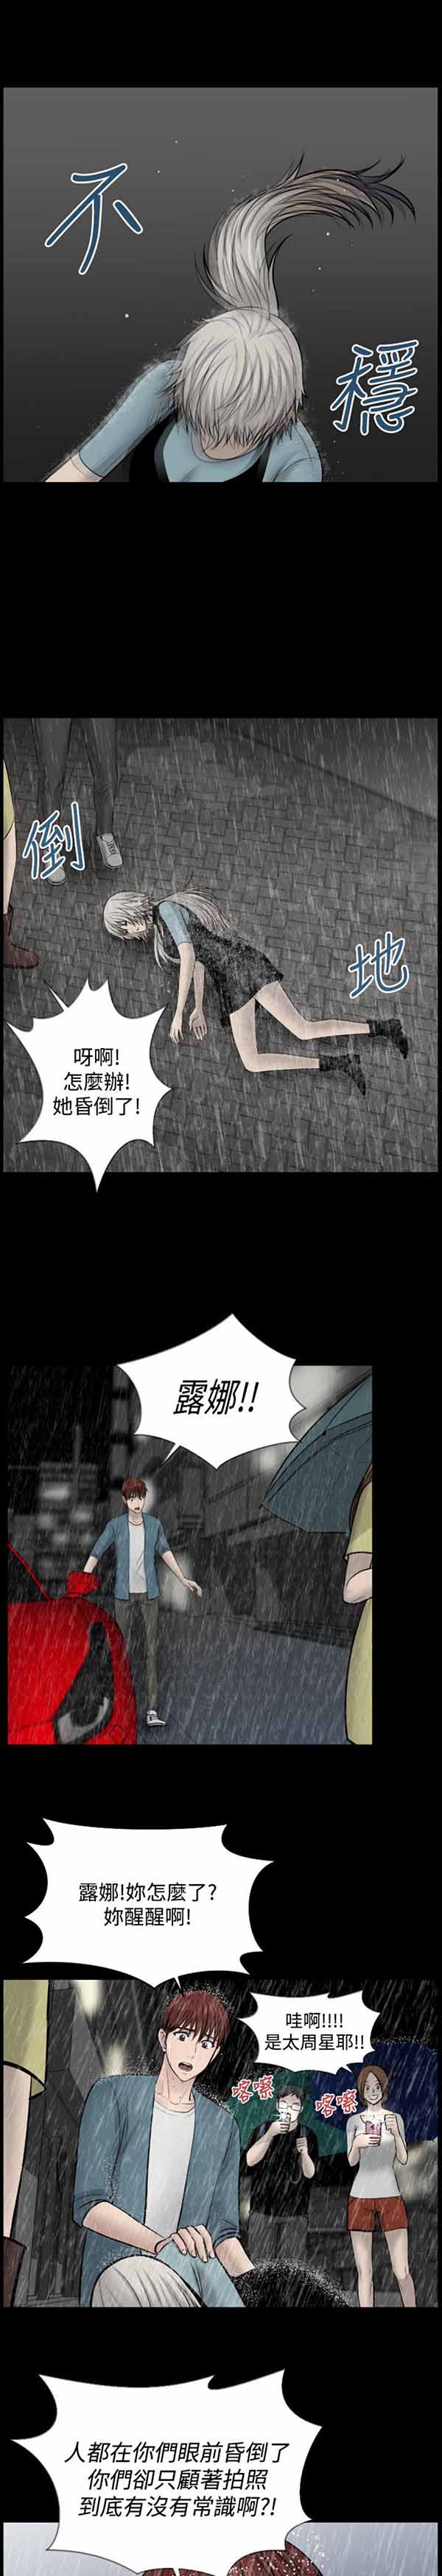 不
穩
倒
地
呀啊!
怎麼辦!
她昏倒了!
露娜!!
露娜!妳怎麼了?
妳醒醒啊!
哇啊!!!!
是太周星耶!!
喀嚓
喀嚓
人都在你們眼前昏倒了
你們卻只顧著拍照
到底有沒有常識啊?!